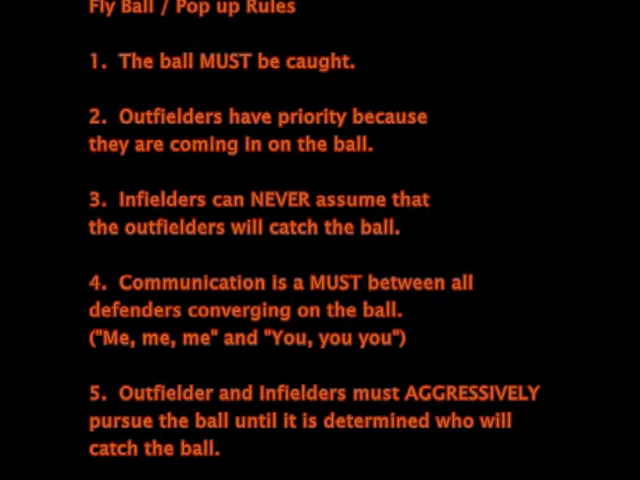 Fly Ball / Pop up Rules
1. The ball MUST be caught.
2. Outfielders have priority because
they are coming in on the ball.
3. Infielders can NEVER assume that
the outfielders will catch the ball.
4. Communication is a MUST between all
defenders converging on the ball.
("Me, me, me" and "You, you you")
5. Outfielder and Infielders must AGGRESSIVELY
pursue the ball until it is determined who will
catch the ball.